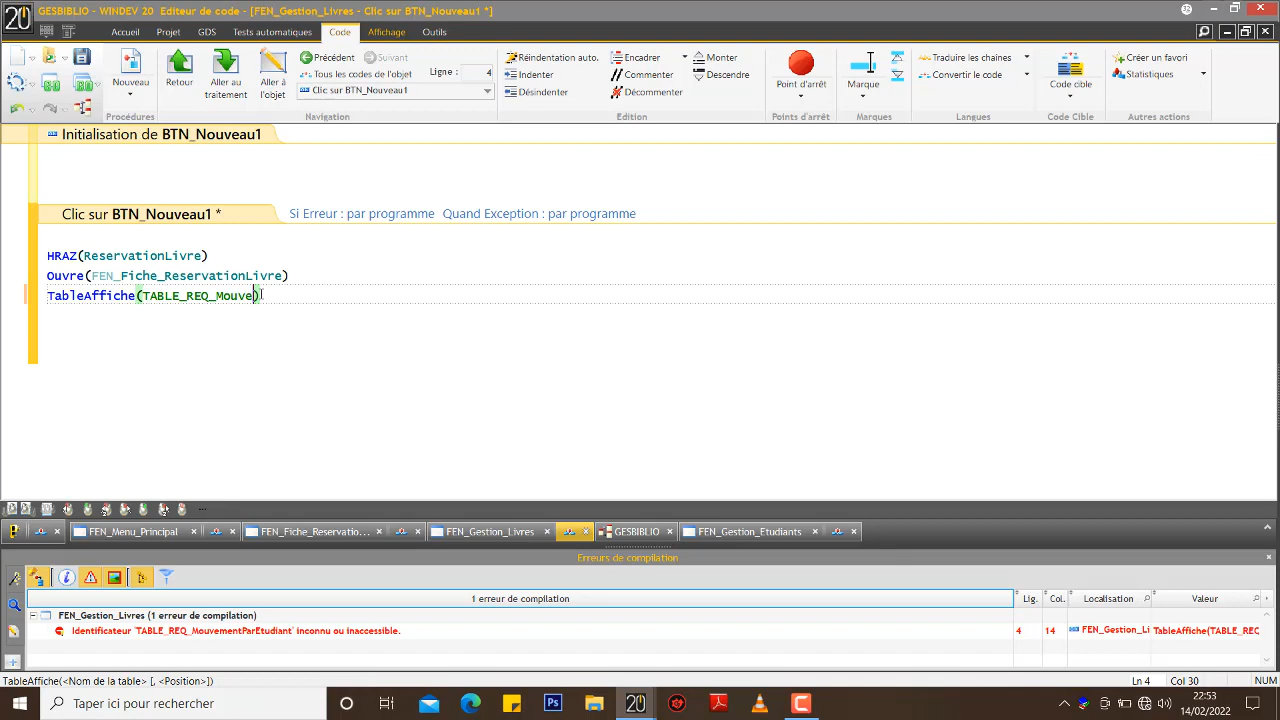 20 GESBIBLIO - WINDEV 20 Editeur de code - [FEN_Gestion_Livres - Clic sur BTN_Nouveau1 *]
Accueil Projet GDS Tests automatiques Code Affichage Outils
Nouveau Retour Aller au traitement Aller à l'objet
Précédent Suivant Ligne : 4
Tous les codes de l'objet
Clic sur BTN_Nouveau1
Réindentation auto. Encadrer Monter
Indenter Commenter Descendre
Désindenter Décommenter
Point d'arrêt Marque
Traduire les chaines
Convertir le code
Code cible
Créer un favori
Statistiques
Procédures Navigation Edition Points d'arrêt Marques Langues Code Cible Autres actions
Initialisation de BTN_Nouveau1
Clic sur BTN_Nouveau1 * Si Erreur : par programme Quand Exception : par programme
HRAZ(ReservationLivre)
Ouvre(FEN_Fiche_ReservationLivre)
TableAffiche(TABLE_REQ_Mouve)
FEN_Menu_Principal FEN_Fiche_Reservatio... FEN_Gestion_Livres GESBIBLIO FEN_Gestion_Etudiants
Erreurs de compilation
1 erreur de compilation Lig. Col. Localisation Valeur
FEN_Gestion_Livres (1 erreur de compilation)
Identificateur 'TABLE_REQ_MouvementParEtudiant' inconnu ou inaccessible. 4 14 FEN_Gestion_Li TableAffiche(TABLE_REQ
TableAffiche(<Nom de la table> [, <Position>]) Ln 4 Col 30 NUM
Tapez ici pour rechercher Ps 20 22:53
14/02/2022